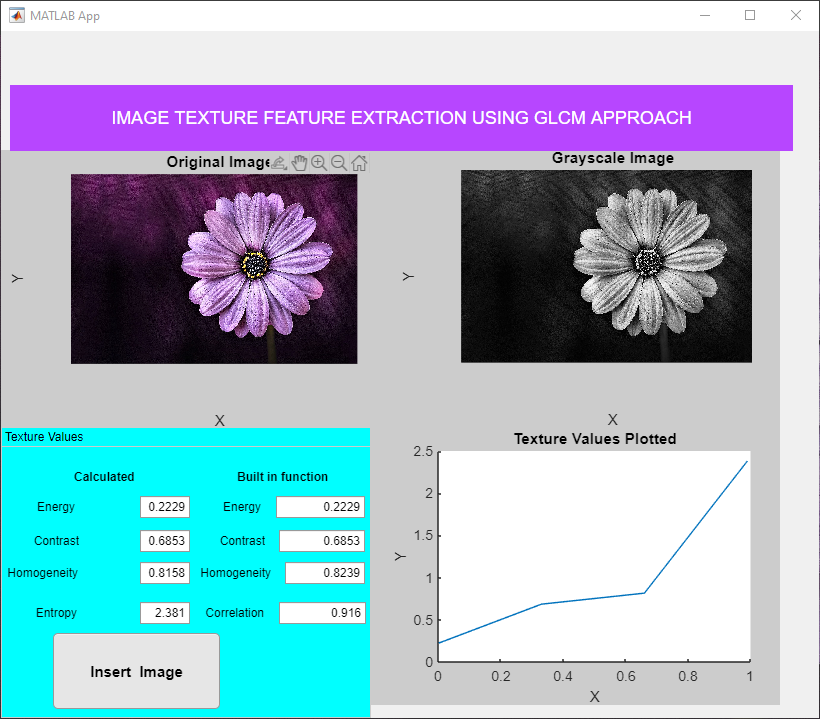 MATLAB App
IMAGE TEXTURE FEATURE EXTRACTION USING GLCM APPROACH
Original Image
Y
X
Grayscale Image
Y
X
Texture Values
Calculated Built in function
Energy 0.2229 Energy 0.2229
Contrast 0.6853 Contrast 0.6853
Homogeneity 0.8158 Homogeneity 0.8239
Entropy 2.381 Correlation 0.916
Insert Image
Texture Values Plotted
2.5
2
1.5
1
0.5
0
Y
0 0.2 0.4 0.6 0.8 1
X